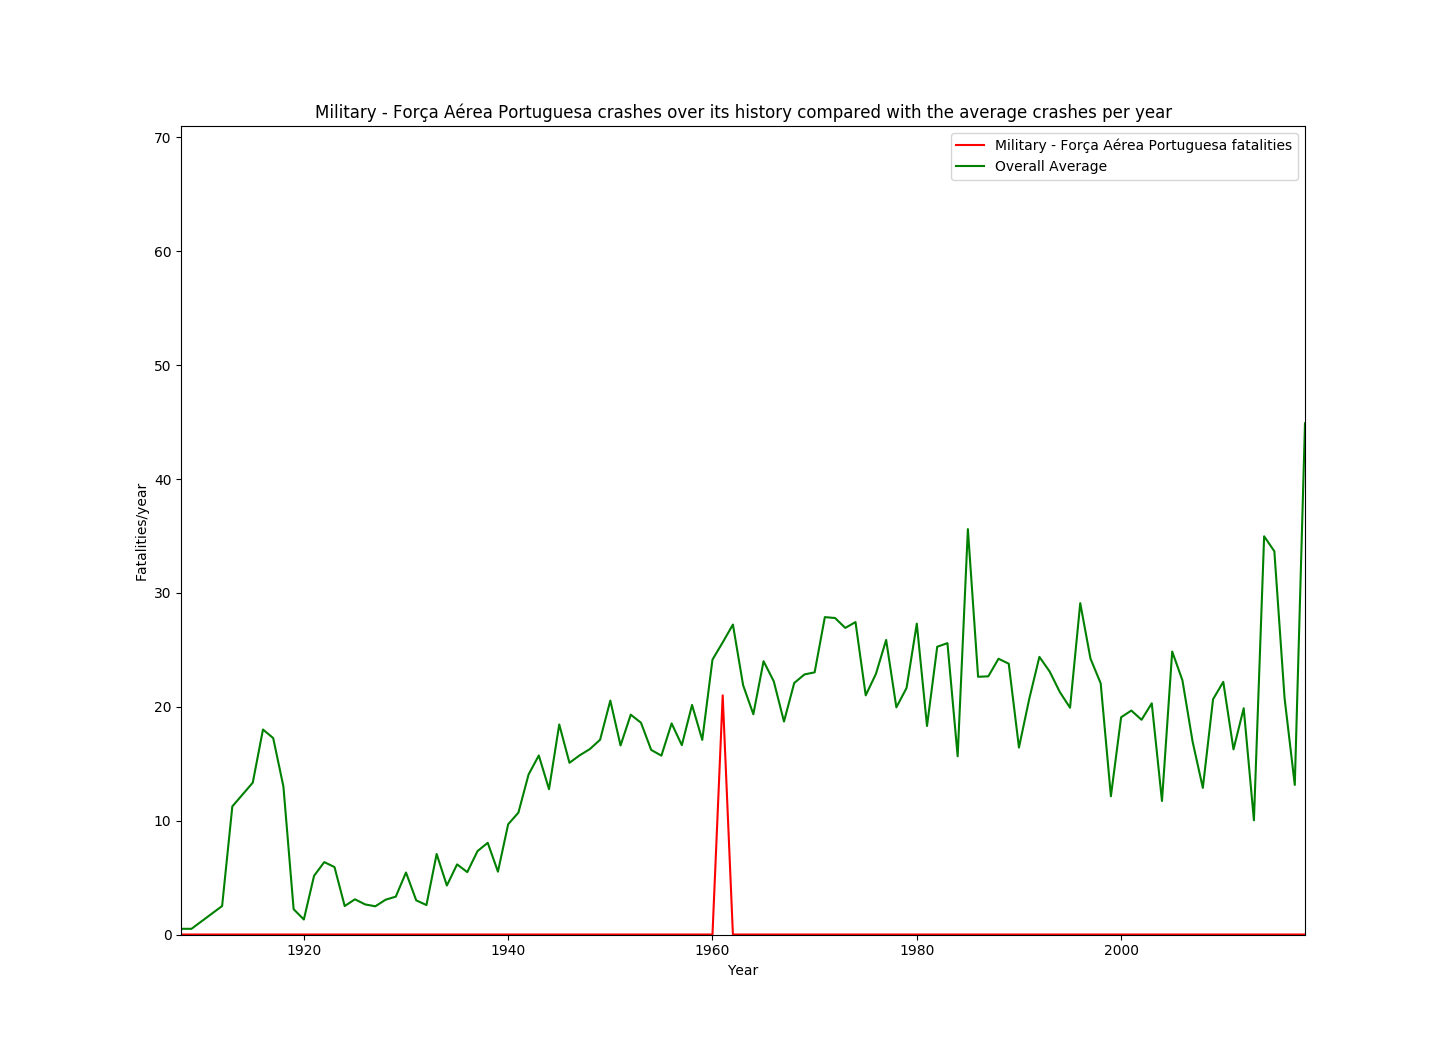 Military - Força Aérea Portuguesa crashes over its history compared with the average crashes per year
Military - Força Aérea Portuguesa fatalities
Overall Average
70
60
50
40
30
20
10
0
Fatalities/year
1920
1940
1960
1980
2000
Year